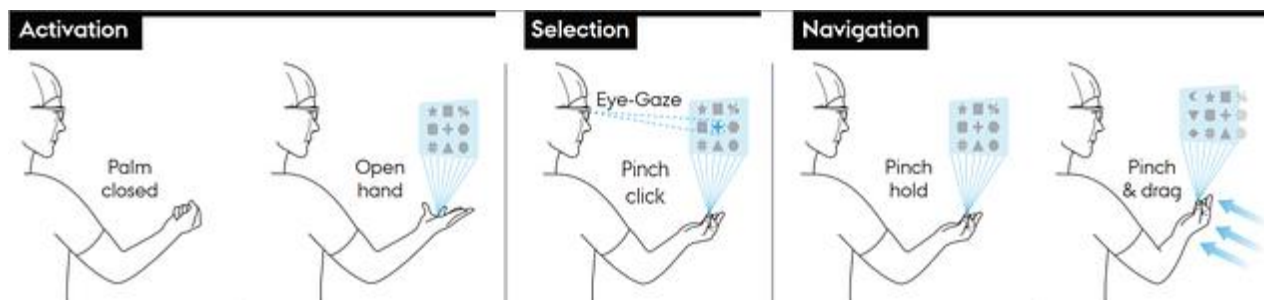 Activation
Selection
Navigation
Palm
closed
Open
hand
Eye-Gaze
Pinch
click
Pinch
hold
Pinch
& drag